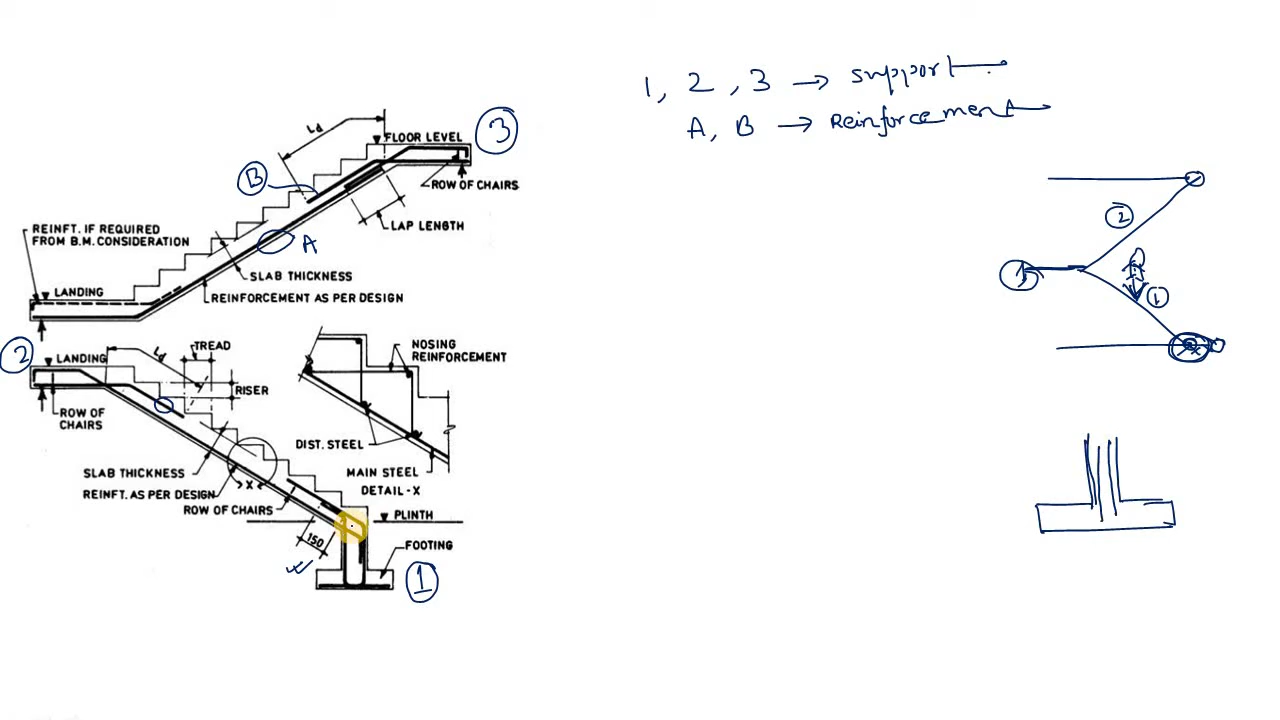 1, 2, 3 → support
A, B → Reinforcement
3
Ld
FLOOR LEVEL
B
ROW OF CHAIRS
LAP LENGTH
REINFT. IF REQUIRED
FROM B.M. CONSIDERATION
A
SLAB THICKNESS
LANDING
REINFORCEMENT AS PER DESIGN
2
LANDING
Ld
TREAD
RISER
NOSING
REINFORCEMENT
ROW OF
CHAIRS
DIST. STEEL
SLAB THICKNESS
MAIN STEEL
X
REINFT. AS PER DESIGN
DETAIL-X
ROW OF CHAIRS
PLINTH
150
FOOTING
1
2
1